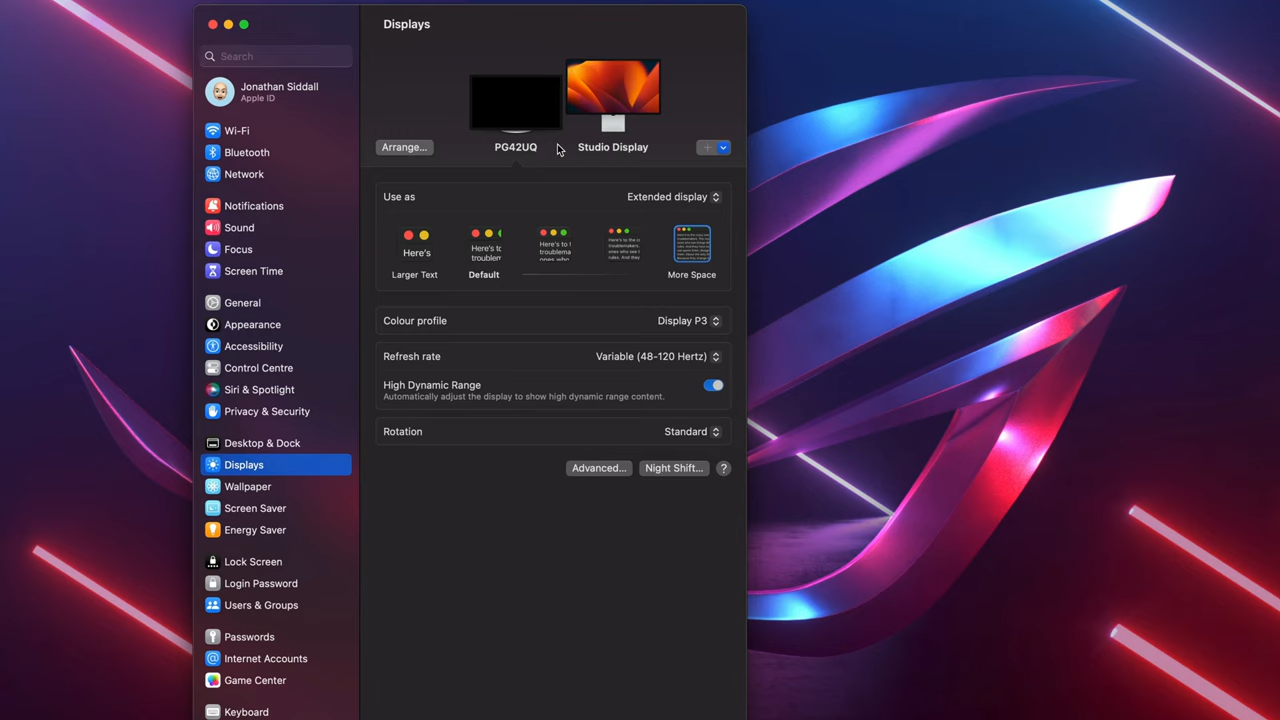 Displays
Search
Jonathan Siddall
Apple ID
Wi-Fi
Bluetooth
Network
Notifications
Sound
Focus
Screen Time
General
Appearance
Accessibility
Control Centre
Siri & Spotlight
Privacy & Security
Desktop & Dock
Displays
Wallpaper
Screen Saver
Energy Saver
Lock Screen
Login Password
Users & Groups
Passwords
Internet Accounts
Game Center
Keyboard
Arrange...
PG42UQ
Studio Display
Use as
Extended display
Here's
Larger Text
Default
More Space
Colour profile
Display P3
Refresh rate
Variable (48-120 Hertz)
High Dynamic Range
Automatically adjust the display to show high dynamic range content.
Rotation
Standard
Advanced...
Night Shift...
?